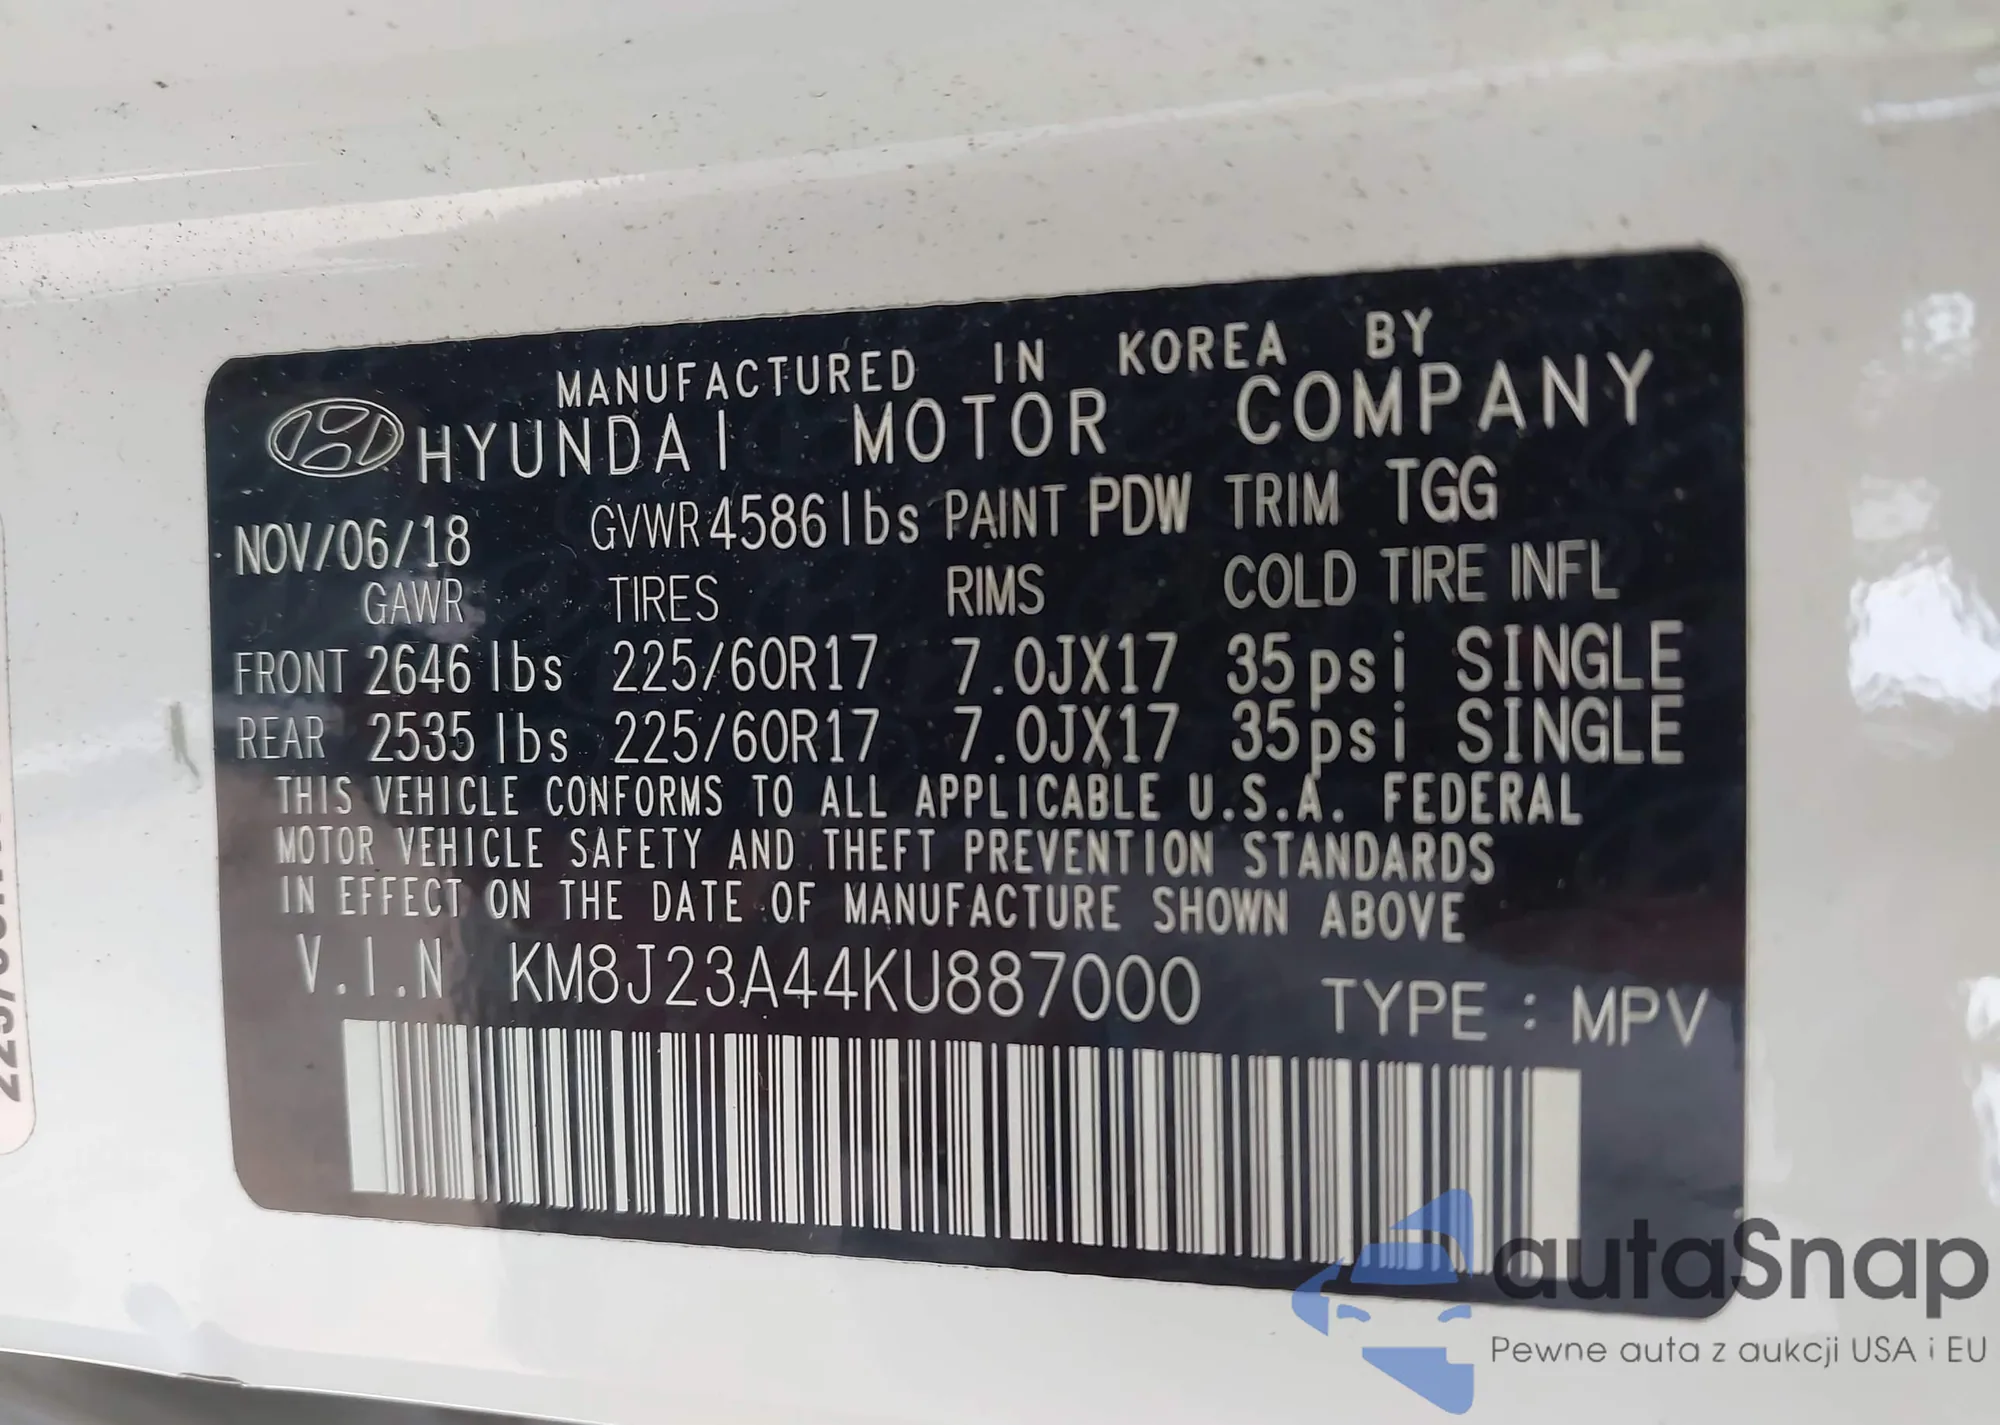 MANUFACTURED IN KOREA BY
HYUNDAI MOTOR COMPANY
NOV/06/18 GVWR 4586lbs PAINT PDW TRIM TGG
GAWR TIRES RIMS COLD TIRE INFL
FRONT 2646 lbs 225/60R17 7.0JX17 35psi SINGLE
REAR 2535 lbs 225/60R17 7.0JX17 35psi SINGLE
THIS VEHICLE CONFORMS TO ALL APPLICABLE U.S.A. FEDERAL
MOTOR VEHICLE SAFETY AND THEFT PREVENTION STANDARDS
IN EFFECT ON THE DATE OF MANUFACTURE SHOWN ABOVE
V.I.N KM8J23A44KU887000 TYPE : MPV
autaSnap
Pewne auta z aukcji USA i EU